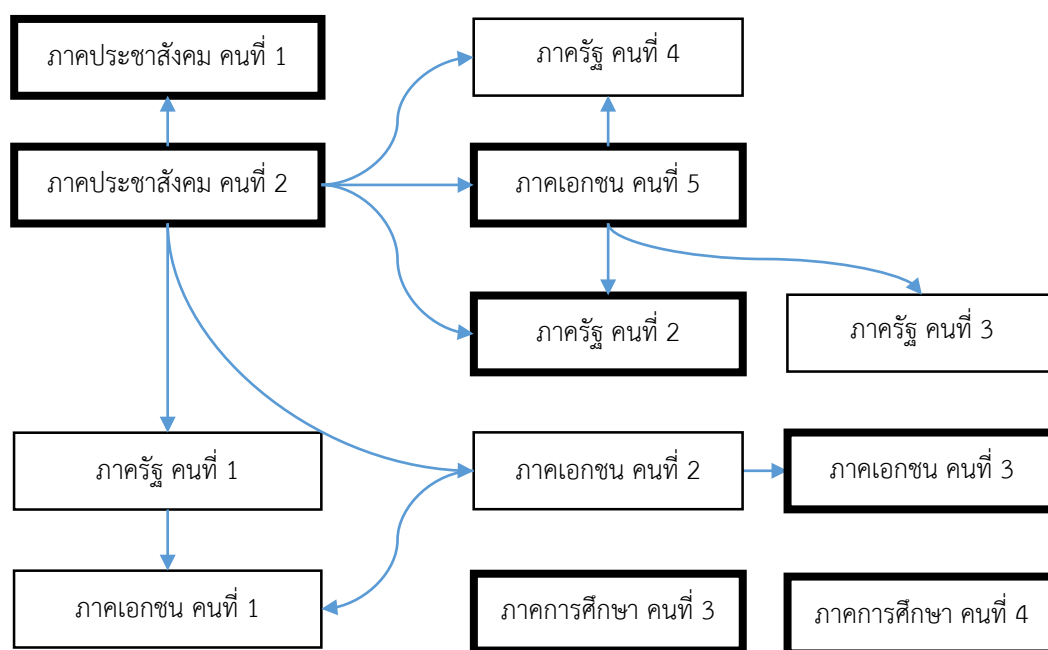 ภาคประชาสังคม คนที่ 1
ภาครัฐ คนที่ 4
ภาคประชาสังคม คนที่ 2
ภาคเอกชน คนที่ 5
ภาครัฐ คนที่ 2
ภาครัฐ คนที่ 3
ภาครัฐ คนที่ 1
ภาคเอกชน คนที่ 2
ภาคเอกชน คนที่ 3
ภาคเอกชน คนที่ 1
ภาคการศึกษา คนที่ 3
ภาคการศึกษา คนที่ 4